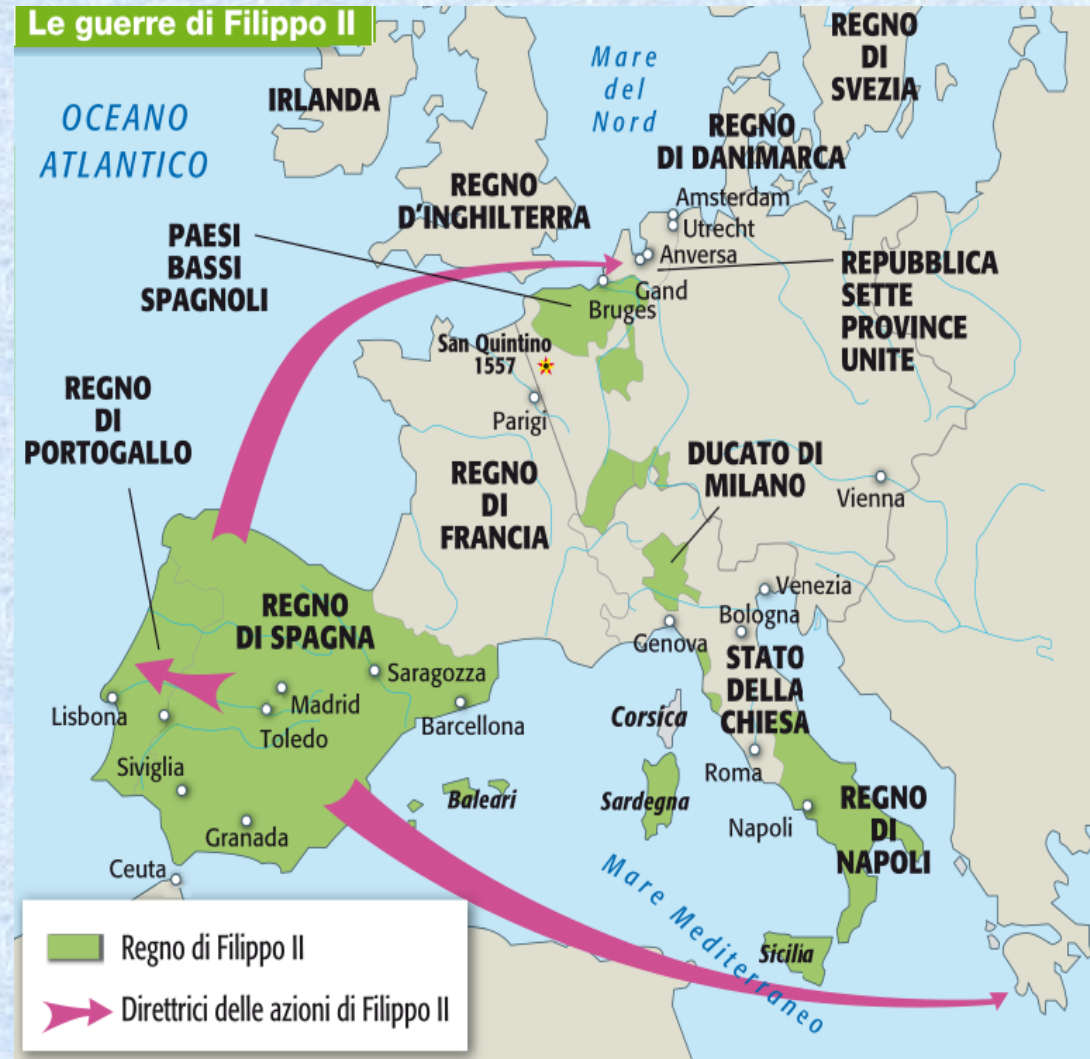 Le guerre di Filippo II
OCEANO
ATLANTICO
IRLANDA
Mare
del
Nord
REGNO
DI
SVEZIA
REGNO
DI DANIMARCA
REGNO
D'INGHILTERRA
Amsterdam
Utrecht
Anversa
Gand
Bruges
PAESI
BASSI
SPAGNOLI
REPUBBLICA
SETTE
PROVINCE
UNITE
San Quintino
1557
Parigi
REGNO
DI
PORTOGALLO
REGNO
DI
FRANCIA
DUCATO DI
MILANO
Vienna
Venezia
Bologna
Genova
REGNO
DI SPAGNA
Saragozza
Madrid
Barcellona
Lisbona
Toledo
Siviglia
Granada
Ceuta
Baleari
Corsica
Sardegna
STATO
DELLA
CHIESA
Roma
Napoli
REGNO
DI
NAPOLI
Mare Mediterraneo
Sicilia
Regno di Filippo II
Direttrici delle azioni di Filippo II